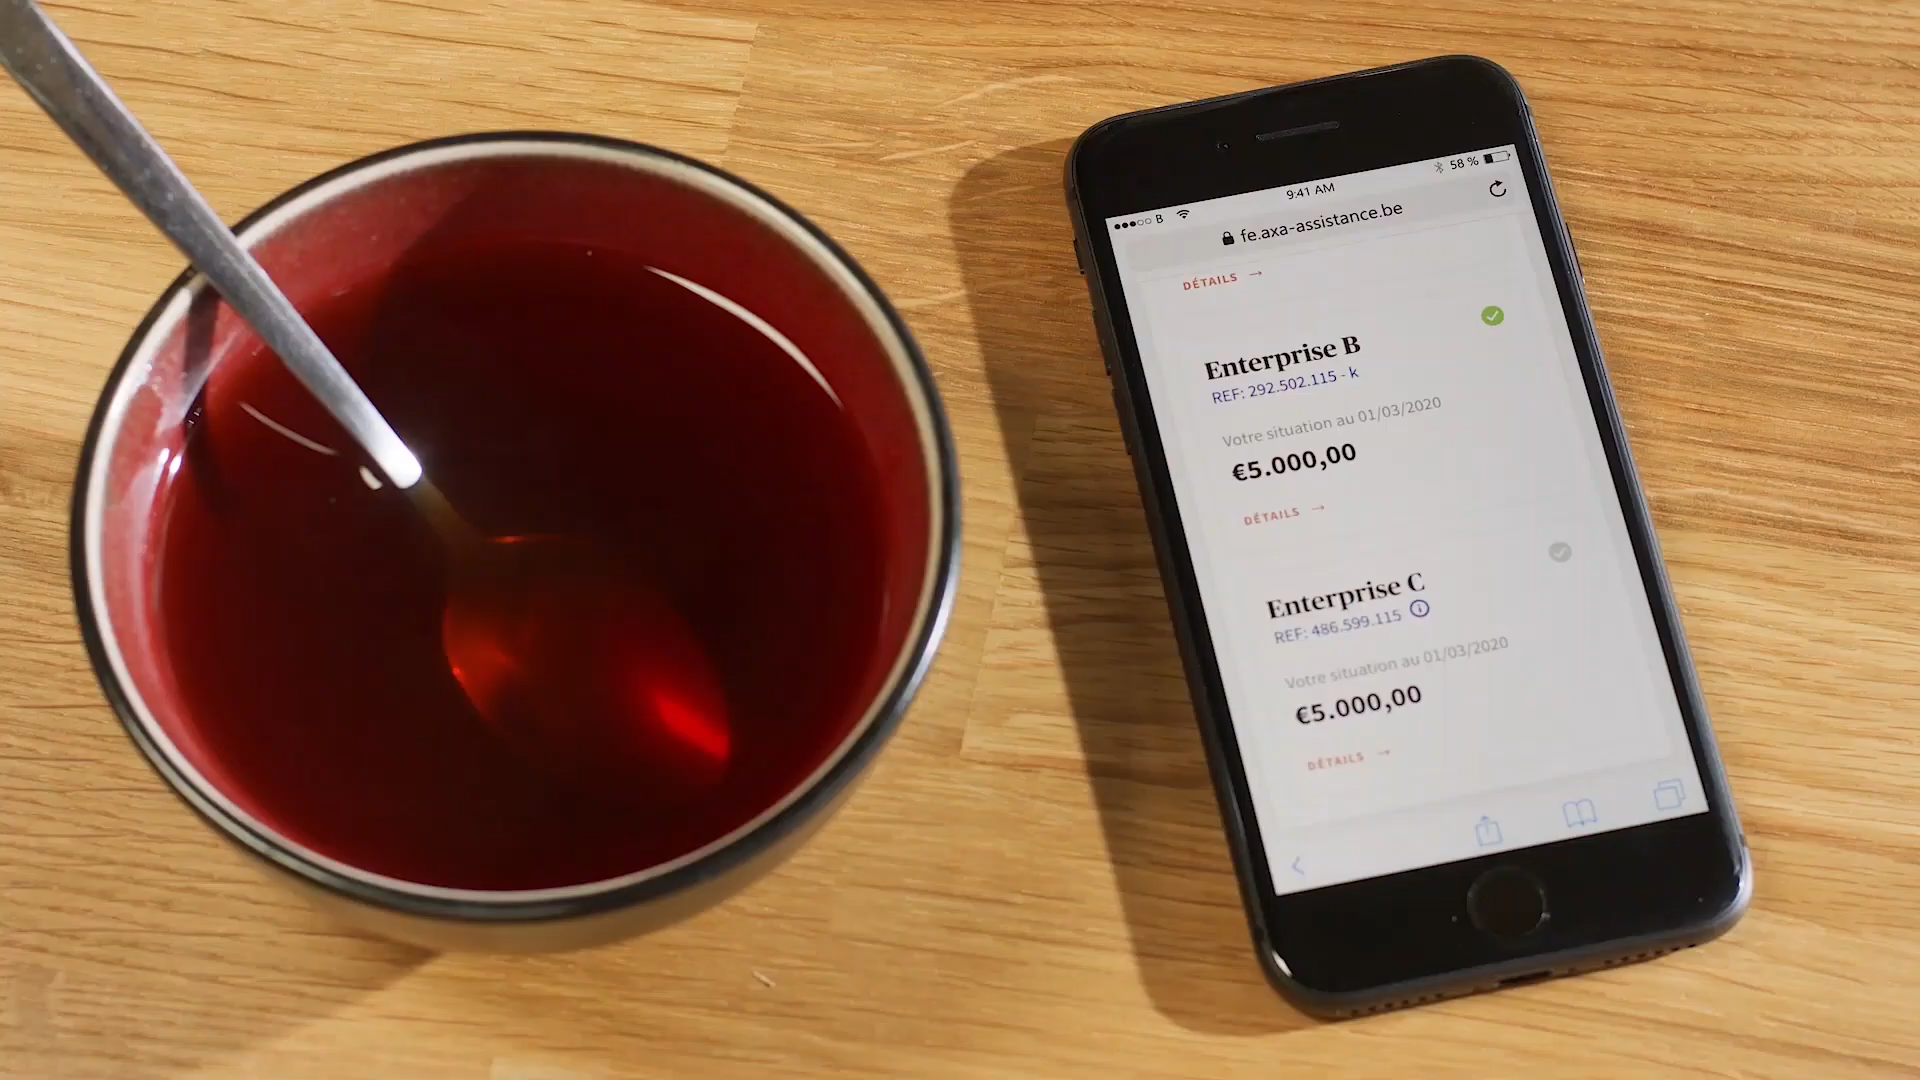 B 9:41 AM 58 %
fe.axa-assistance.be
DÉTAILS →
Enterprise B
REF: 292.502.115 - k
Votre situation au 01/03/2020
€5.000,00
DÉTAILS →
Enterprise C
REF: 486.599.115
Votre situation au 01/03/2020
€5.000,00
DÉTAILS →